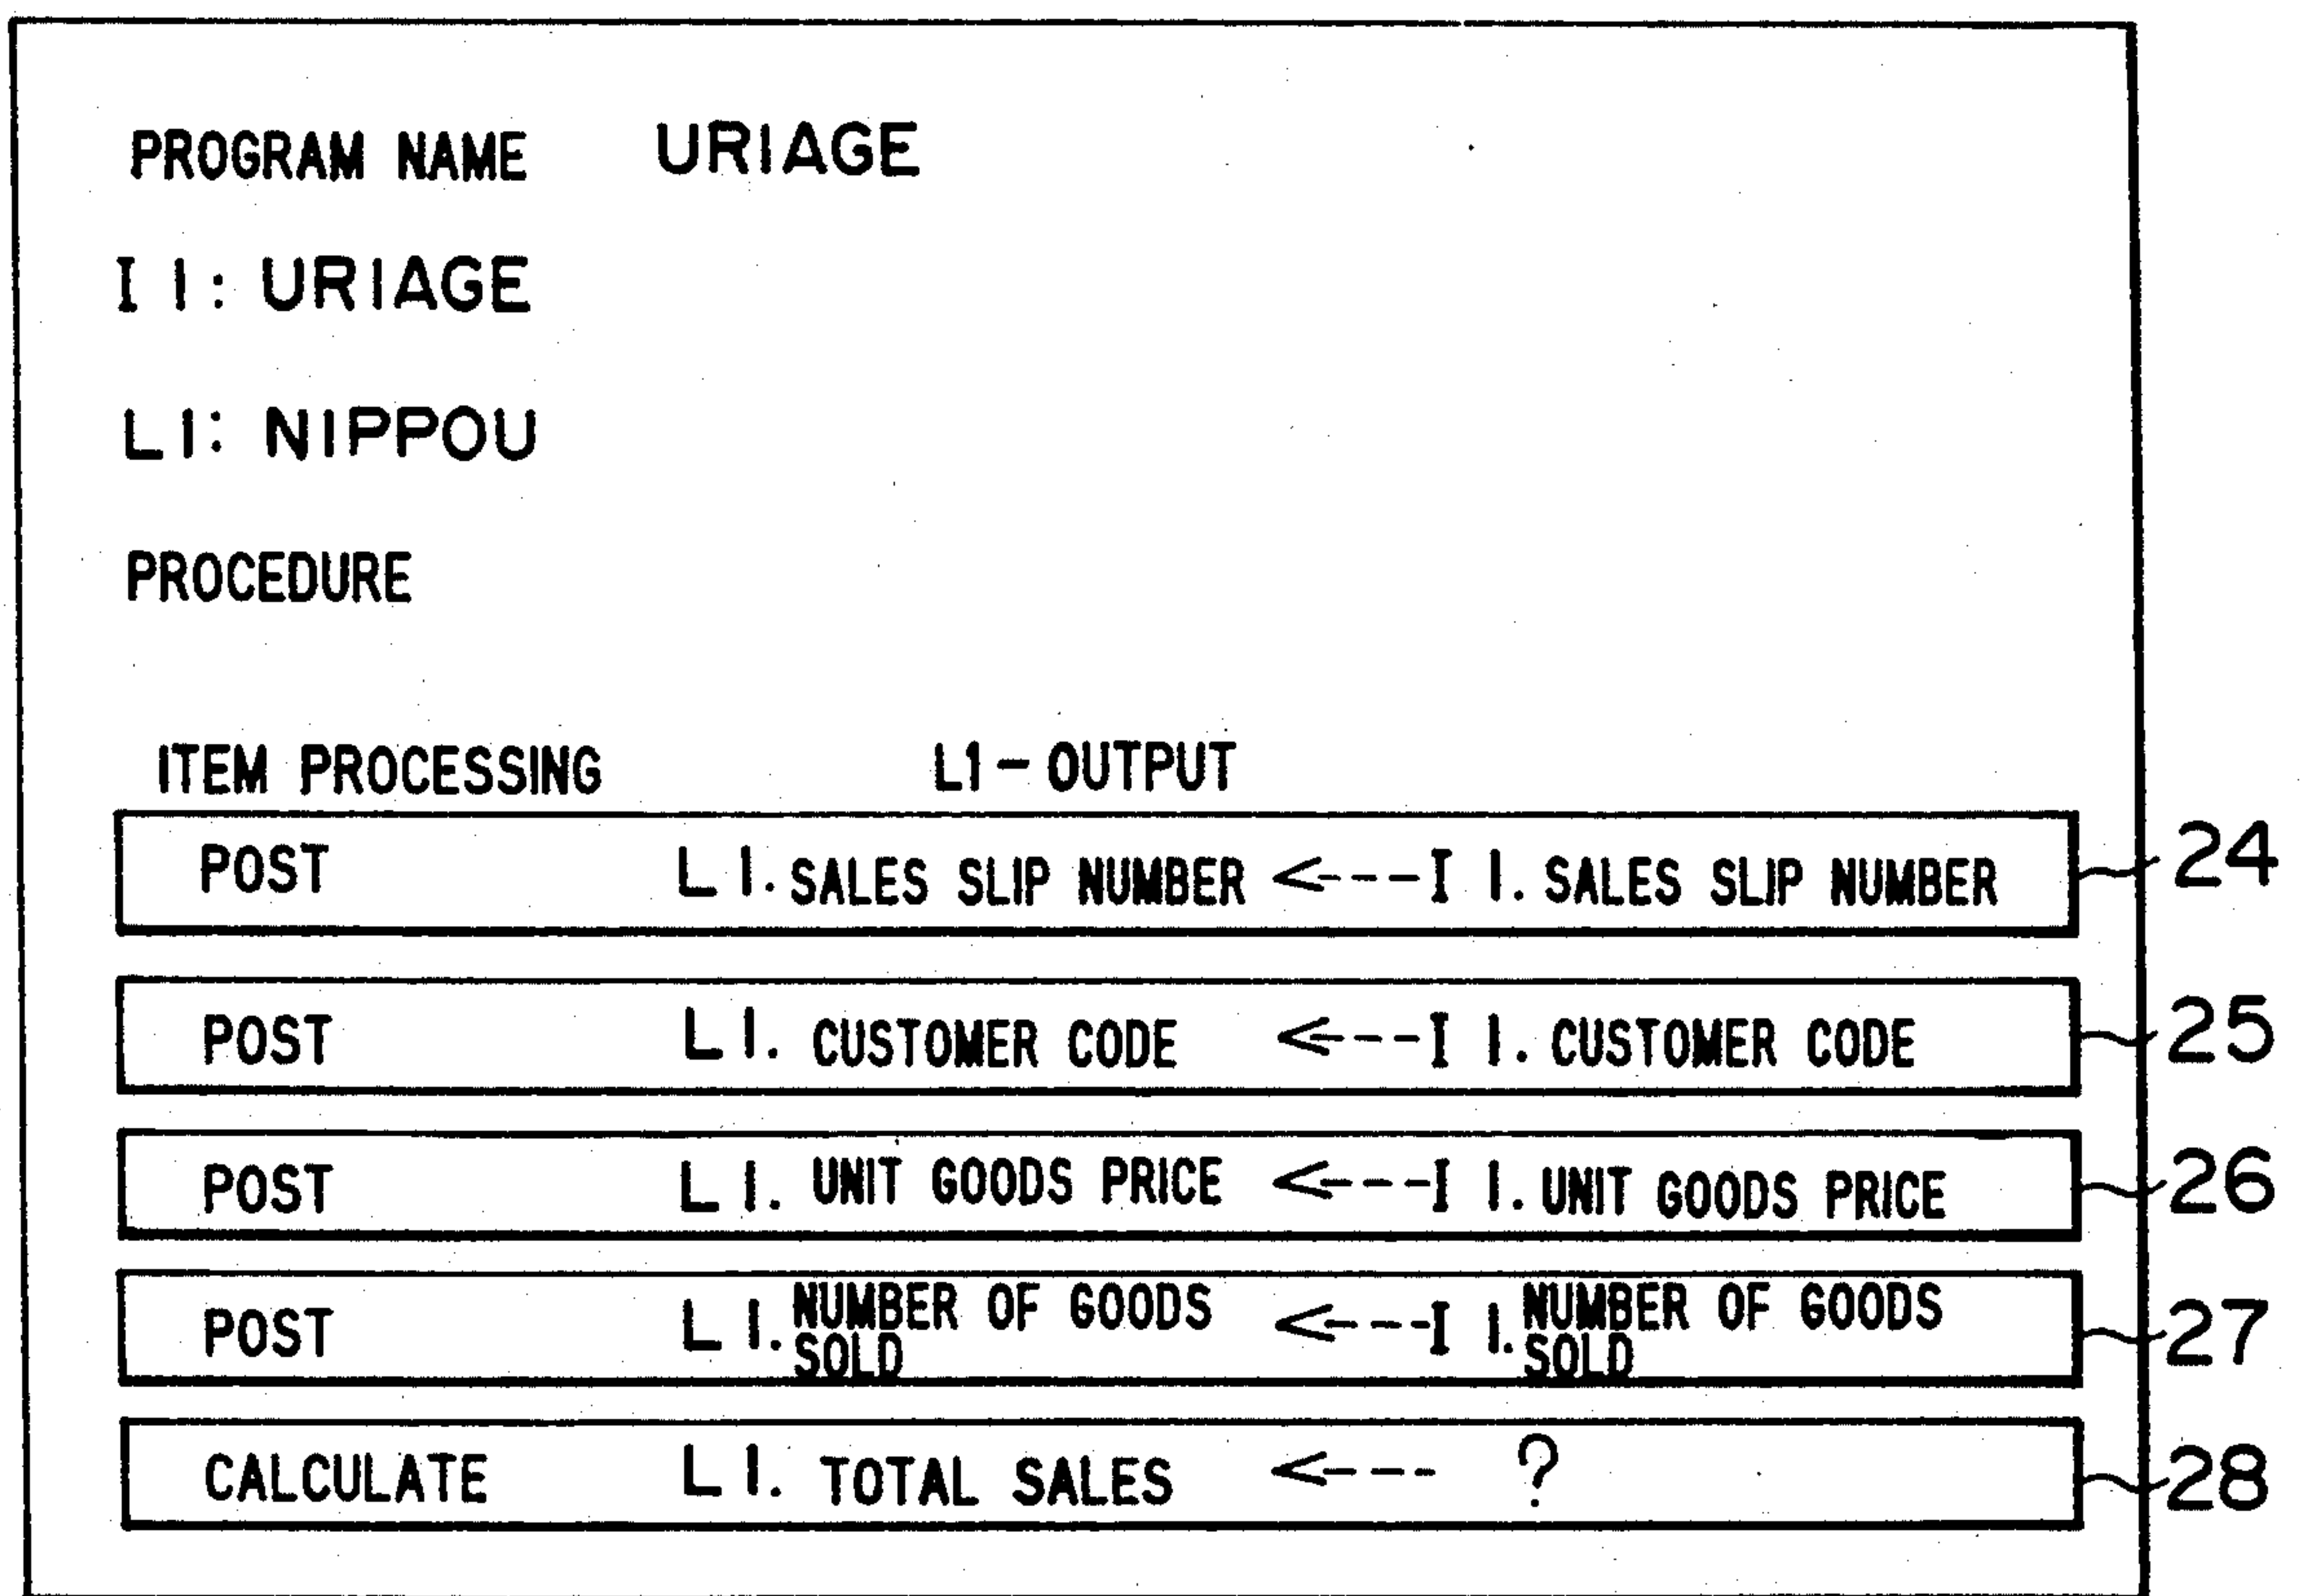 PROGRAM NAME URIAGE
I1: URIAGE
L1: NIPPOU
PROCEDURE
ITEM PROCESSING L1-OUTPUT
POST L1. SALES SLIP NUMBER <---I1. SALES SLIP NUMBER 24
POST L1. CUSTOMER CODE <---I1. CUSTOMER CODE 25
POST L1. UNIT GOODS PRICE <---I1. UNIT GOODS PRICE 26
POST L1. NUMBER OF GOODS SOLD <---I1. NUMBER OF GOODS SOLD 27
CALCULATE L1. TOTAL SALES <--- ? 28